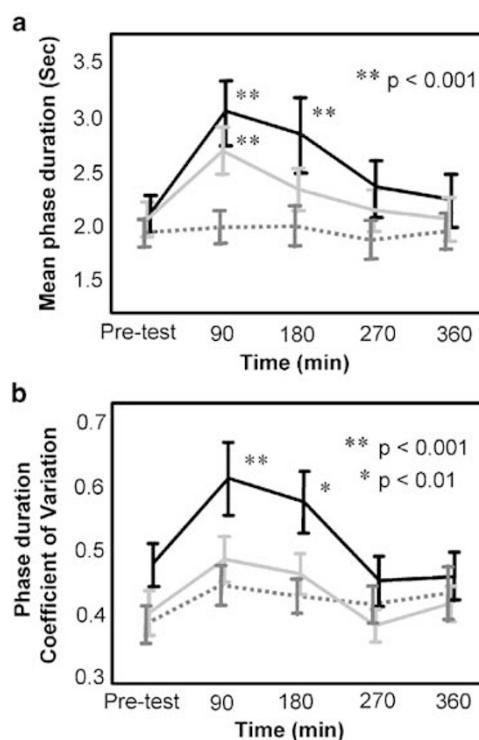 a
Mean phase duration (Sec)
3.5
3.0
2.5
2.0
1.5
** p < 0.001
**
**
**
Pre-test 90 180 270 360
Time (min)
b
Phase duration
Coefficient of Variation
0.7
0.6
0.5
0.4
0.3
** p < 0.001
* p < 0.01
**
*
Pre-test 90 180 270 360
Time (min)